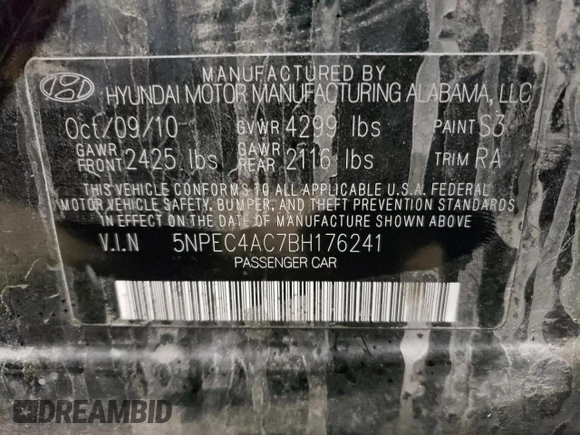 MANUFACTURED BY
HYUNDAI MOTOR MANUFACTURING ALABAMA, LLC
Oct/09/10 GVWR 4299 lbs PAINT S3
GAWR FRONT 2425 lbs GAWR REAR 2116 lbs TRIM RA
THIS VEHICLE CONFORMS TO ALL APPLICABLE U.S.A. FEDERAL
MOTOR VEHICLE SAFETY, BUMPER, AND THEFT PREVENTION STANDARDS
IN EFFECT ON THE DATE OF MANUFACTURE SHOWN ABOVE.
V.I.N 5NPEC4AC7BH176241
PASSENGER CAR
DREAMBID